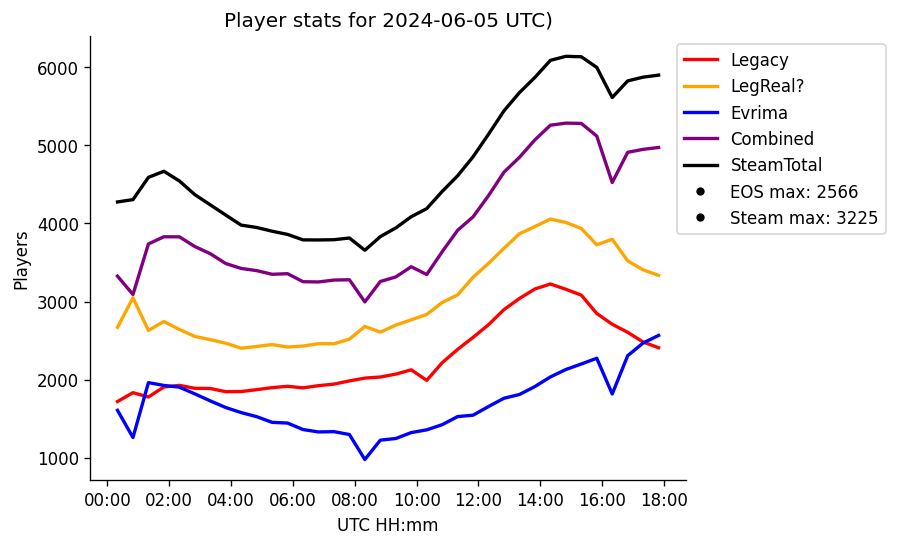 Player stats for 2024-06-05 UTC)
Legacy
LegReal?
Evrima
Combined
SteamTotal
EOS max: 2566
Steam max: 3225
Players
6000
5000
4000
3000
2000
1000
00:00 02:00 04:00 06:00 08:00 10:00 12:00 14:00 16:00 18:00
UTC HH:mm